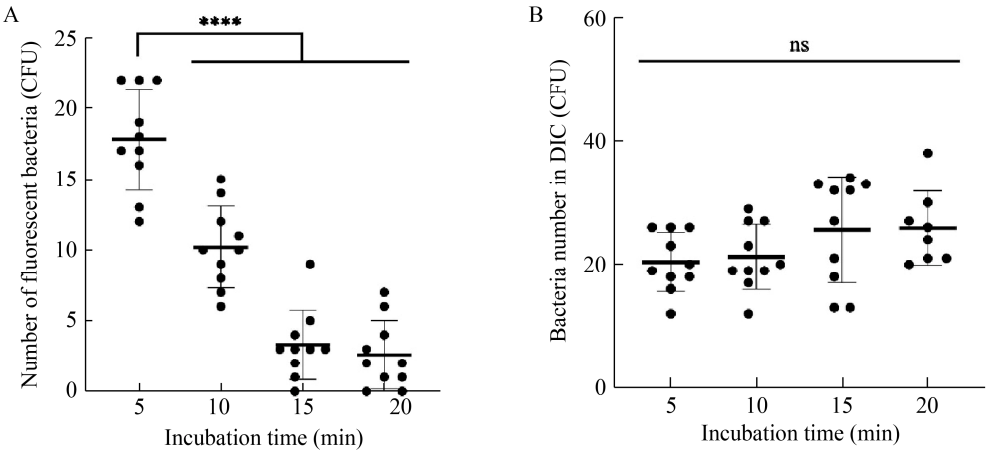 A
****
Number of fluorescent bacteria (CFU)
25
20
15
10
5
0
5 10 15 20
Incubation time (min)
B
ns
Bacteria number in DIC (CFU)
60
40
20
0
5 10 15 20
Incubation time (min)